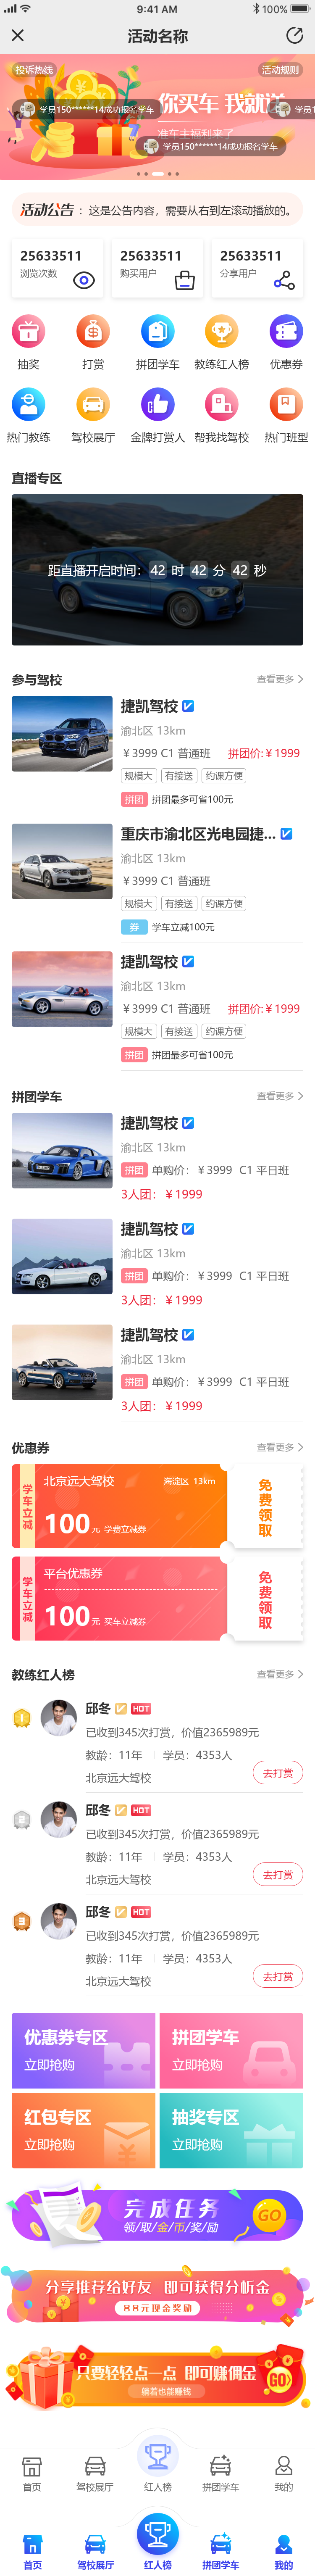 9:41 AM 100%
活动名称
投诉热线 活动规则
学员150******14成功报名学车 你买车 我就送 学员1
准车主福利来了
学员150******14成功报名学车
活动公告 ：这是公告内容，需要从右到左滚动播放的。
25633511 25633511 25633511
浏览次数 购买用户 分享用户
抽奖 打赏 拼团学车 教练红人榜 优惠券
热门教练 驾校展厅 金牌打赏人 帮我找驾校 热门班型
直播专区
距直播开启时间： 42 时 42 分 42 秒
参与驾校 查看更多
捷凯驾校
渝北区 13km
¥3999 C1 普通班 拼团价:¥1999
规模大 有接送 约课方便
拼团 拼团最多可省100元
重庆市渝北区光电园捷...
渝北区 13km
¥3999 C1 普通班
规模大 有接送 约课方便
券 学车立减100元
捷凯驾校
渝北区 13km
¥3999 C1 普通班 拼团价:¥1999
规模大 有接送 约课方便
拼团 拼团最多可省100元
拼团学车 查看更多
捷凯驾校
渝北区 13km
拼团 单购价：¥3999 C1 平日班
3人团：¥1999
捷凯驾校
渝北区 13km
拼团 单购价：¥3999 C1 平日班
3人团：¥1999
捷凯驾校
渝北区 13km
拼团 单购价：¥3999 C1 平日班
3人团：¥1999
优惠券 查看更多
学车立减 北京远大驾校 海淀区 13km 免费领取
100元 学费立减券
学车立减 平台优惠券 免费领取
100元 买车立减券
教练红人榜 查看更多
1 邱冬 HOT
已收到345次打赏，价值2365989元
教龄：11年 学员：4353人
北京远大驾校 去打赏
2 邱冬 HOT
已收到345次打赏，价值2365989元
教龄：11年 学员：4353人
北京远大驾校 去打赏
3 邱冬 HOT
已收到345次打赏，价值2365989元
教龄：11年 学员：4353人
北京远大驾校 去打赏
优惠券专区 拼团学车
立即抢购 立即抢购
红包专区 抽奖专区
立即抢购 立即抢购
完成任务
领/取/金/币/奖/励 GO
分享推荐给好友 即可获得分析金
88元现金奖励
只要轻轻点一点 即可赚佣金
躺着也能赚钱 GO
首页 驾校展厅 红人榜 拼团学车 我的
首页 驾校展厅 红人榜 拼团学车 我的